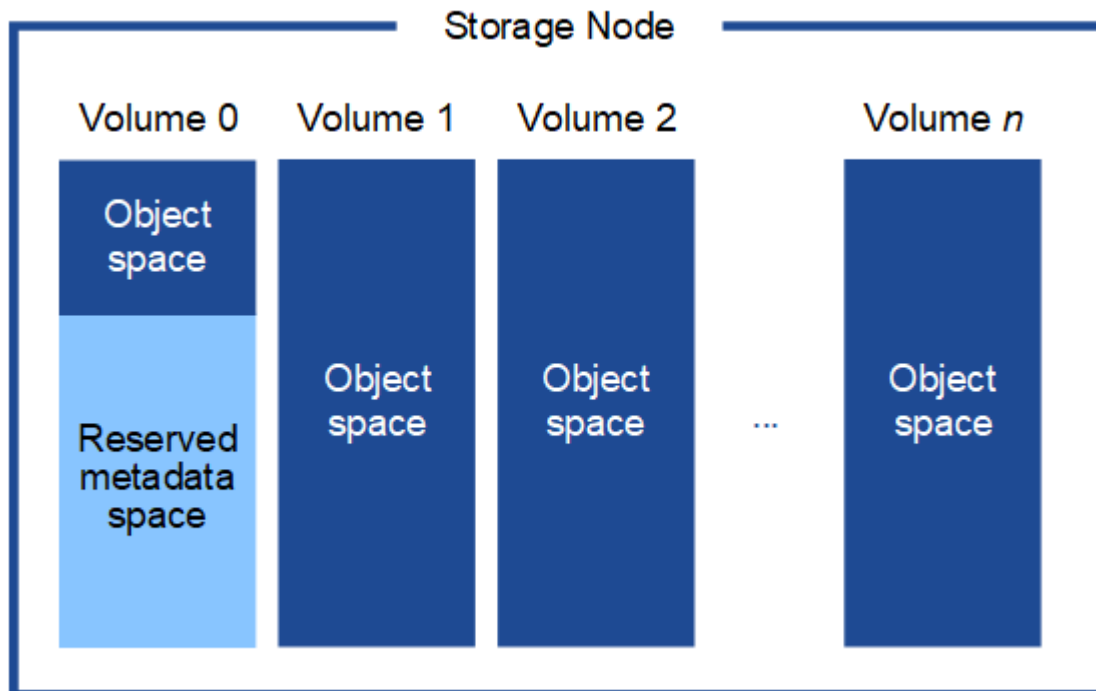 Storage Node
Volume 0
Volume 1
Volume 2
Volume n
Object
space
Reserved
metadata
space
Object
space
Object
space
...
Object
space